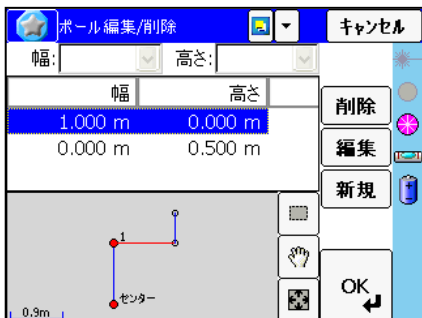 ポール編集/削除
キャンセル
幅:
高さ:
幅 高さ
1.000 m 0.000 m
0.000 m 0.500 m
削除
編集
新規
1
センター
0.9m
OK